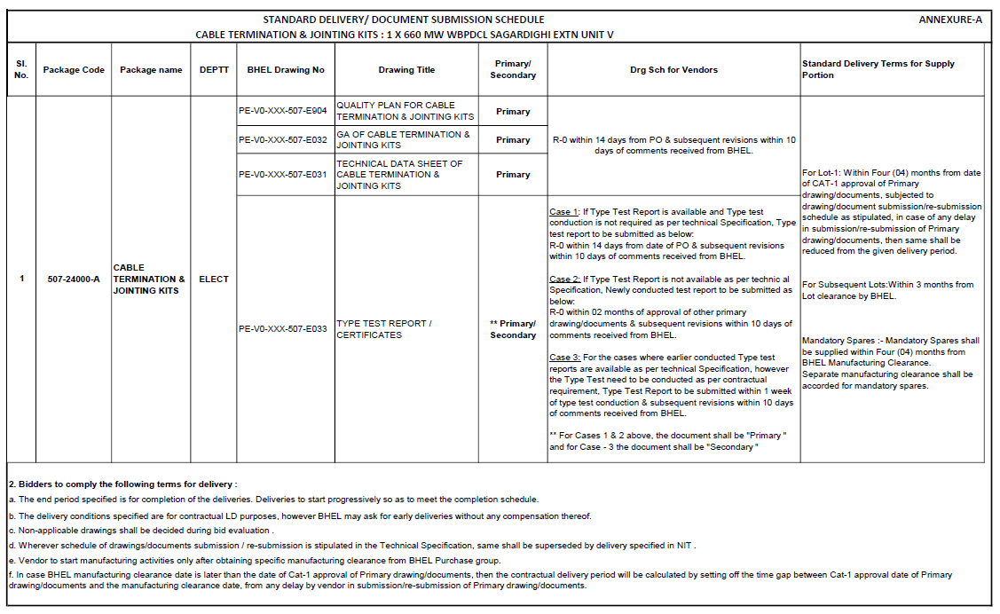 STANDARD DELIVERY/ DOCUMENT SUBMISSION SCHEDULE
ANNEXURE-A
CABLE TERMINATION & JOINTING KITS : 1 X 660 MW WBPDCL SAGARDIGHI EXTN UNIT V
Sl.
No.
Package Code
Package name
DEPTT
BHEL Drawing No
Drawing Title
Primary/
Secondary
Drg Sch for Vendors
Standard Delivery Terms for Supply
Portion
1
507-24000-A
CABLE
TERMINATION &
JOINTING KITS
ELECT
PE-V0-XXX-507-E904
QUALITY PLAN FOR CABLE
TERMINATION & JOINTING KITS
Primary
PE-V0-XXX-507-E032
GA OF CABLE TERMINATION &
JOINTING KITS
Primary
PE-V0-XXX-507-E031
TECHNICAL DATA SHEET OF
CABLE TERMINATION &
JOINTING KITS
Primary
R-0 within 14 days from PO & subsequent revisions within 10
days of comments received from BHEL.
PE-V0-XXX-507-E033
TYPE TEST REPORT /
CERTIFICATES
** Primary/
Secondary
Case 1: If Type Test Report is available and Type test
conduction is not required as per technical Specification, Type
test report to be submitted as below:
R-0 within 14 days from date of PO & subsequent revisions
within 10 days of comments received from BHEL.
Case 2: If Type Test Report is not available as per technic al
Specification, Newly conducted test report to be submitted as
below:
R-0 within 02 months of approval of other primary
drawing/documents & subsequent revisions within 10 days of
comments received from BHEL.
Case 3: For the cases where earlier conducted Type test
reports are available as per technical Specification, however
the Type Test need to be conducted as per contractual
requirement, Type Test Report to be submitted within 1 week
of type test conduction & subsequent revisions within 10 days
of comments received from BHEL.
** For Cases 1 & 2 above, the document shall be "Primary "
and for Case - 3 the document shall be "Secondary "
For Lot-1: Within Four (04) months from date
of CAT-1 approval of Primary
drawing/documents, subjected to
drawing/document submission/re-submission
schedule as stipulated, in case of any delay
in submission/re-submission of Primary
drawing/documents, then same shall be
reduced from the given delivery period.
For Subsequent Lots:Within 3 months from
Lot clearance by BHEL.
Mandatory Spares :- Mandatory Spares shall
be supplied within Four (04) months from
BHEL Manufacturing Clearance.
Separate manufacturing clearance shall be
accorded for mandatory spares.
2. Bidders to comply the following terms for delivery :
a. The end period specified is for completion of the deliveries. Deliveries to start progressively so as to meet the completion schedule.
b. The delivery conditions specified are for contractual LD purposes, however BHEL may ask for early deliveries without any compensation thereof.
c. Non-applicable drawings shall be decided during bid evaluation .
d. Wherever schedule of drawings/documents submission / re-submission is stipulated in the Technical Specification, same shall be superseded by delivery specified in NIT .
e. Vendor to start manufacturing activities only after obtaining specific manufacturing clearance from BHEL Purchase group.
f. In case BHEL manufacturing clearance date is later than the date of Cat-1 approval of Primary drawing/documents, then the contractual delivery period will be calculated by setting off the time gap between Cat-1 approval date of Primary
drawing/documents and the manufacturing clearance date, from any delay by vendor in submission/re-submission of Primary drawing/documents.